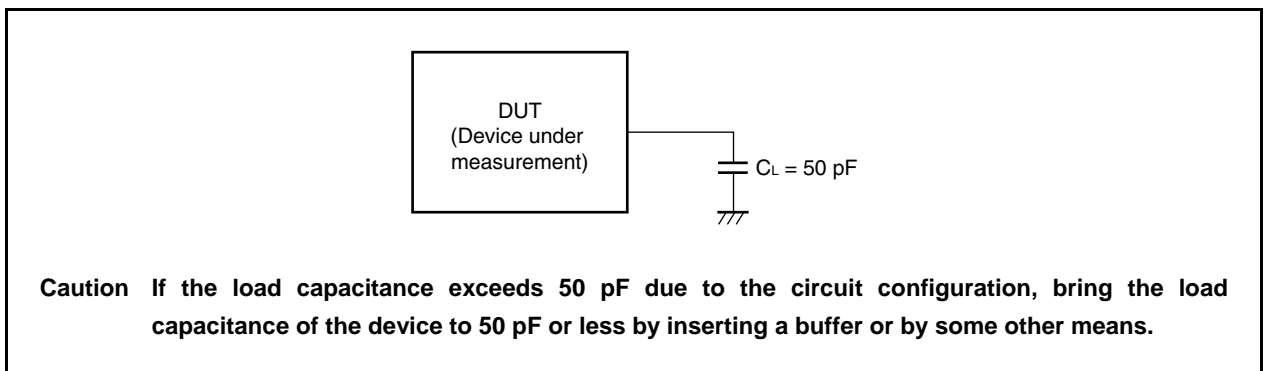 DUT
(Device under
measurement)
CL = 50 pF
Caution If the load capacitance exceeds 50 pF due to the circuit configuration, bring the load
capacitance of the device to 50 pF or less by inserting a buffer or by some other means.